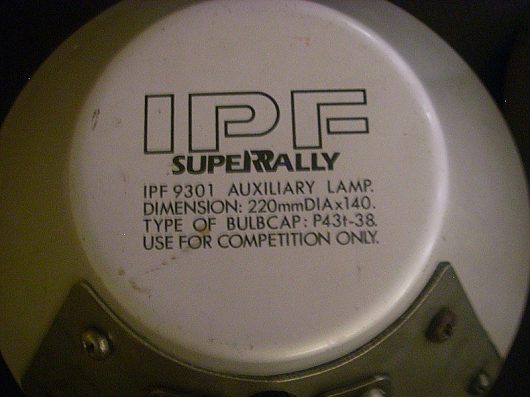 IPF
SUPERRALLY
IPF 9301 AUXILIARY LAMP.
DIMENSION: 220mmDIAx140.
TYPE OF BULBCAP: P43t-38.
USE FOR COMPETITION ONLY.